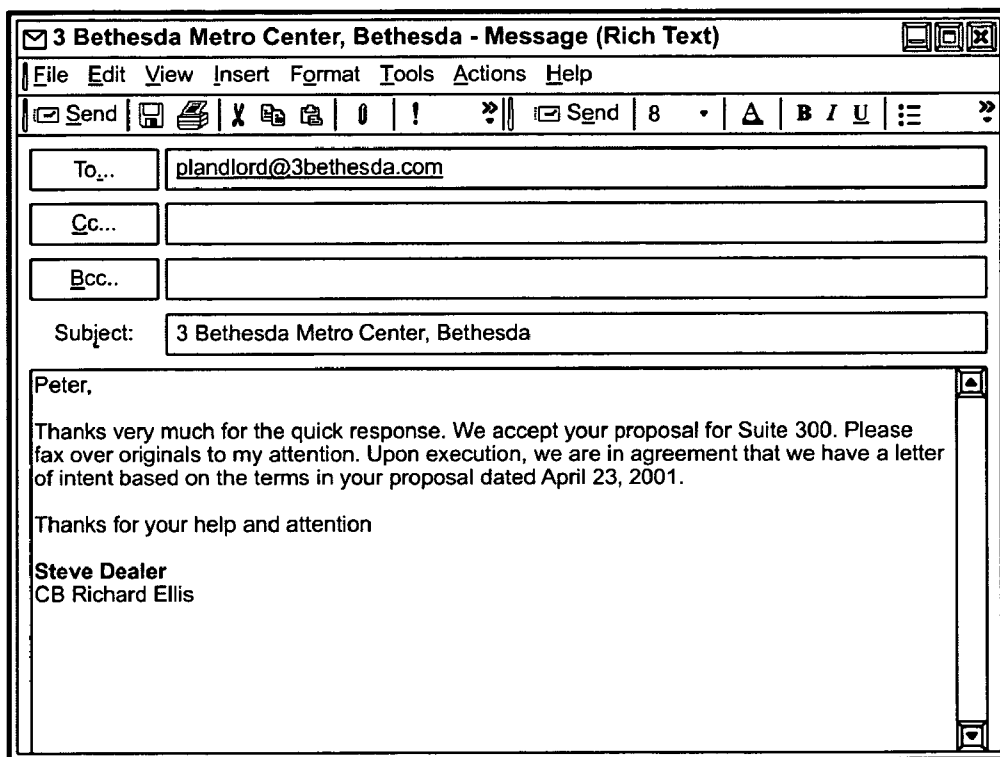 3 Bethesda Metro Center, Bethesda - Message (Rich Text)
File Edit View Insert Format Tools Actions Help
Send ! » Send 8 A B I U »
To... plandlord@3bethesda.com
Cc...
Bcc..
Subject: 3 Bethesda Metro Center, Bethesda
Peter,
Thanks very much for the quick response. We accept your proposal for Suite 300. Please
fax over originals to my attention. Upon execution, we are in agreement that we have a letter
of intent based on the terms in your proposal dated April 23, 2001.
Thanks for your help and attention
Steve Dealer
CB Richard Ellis